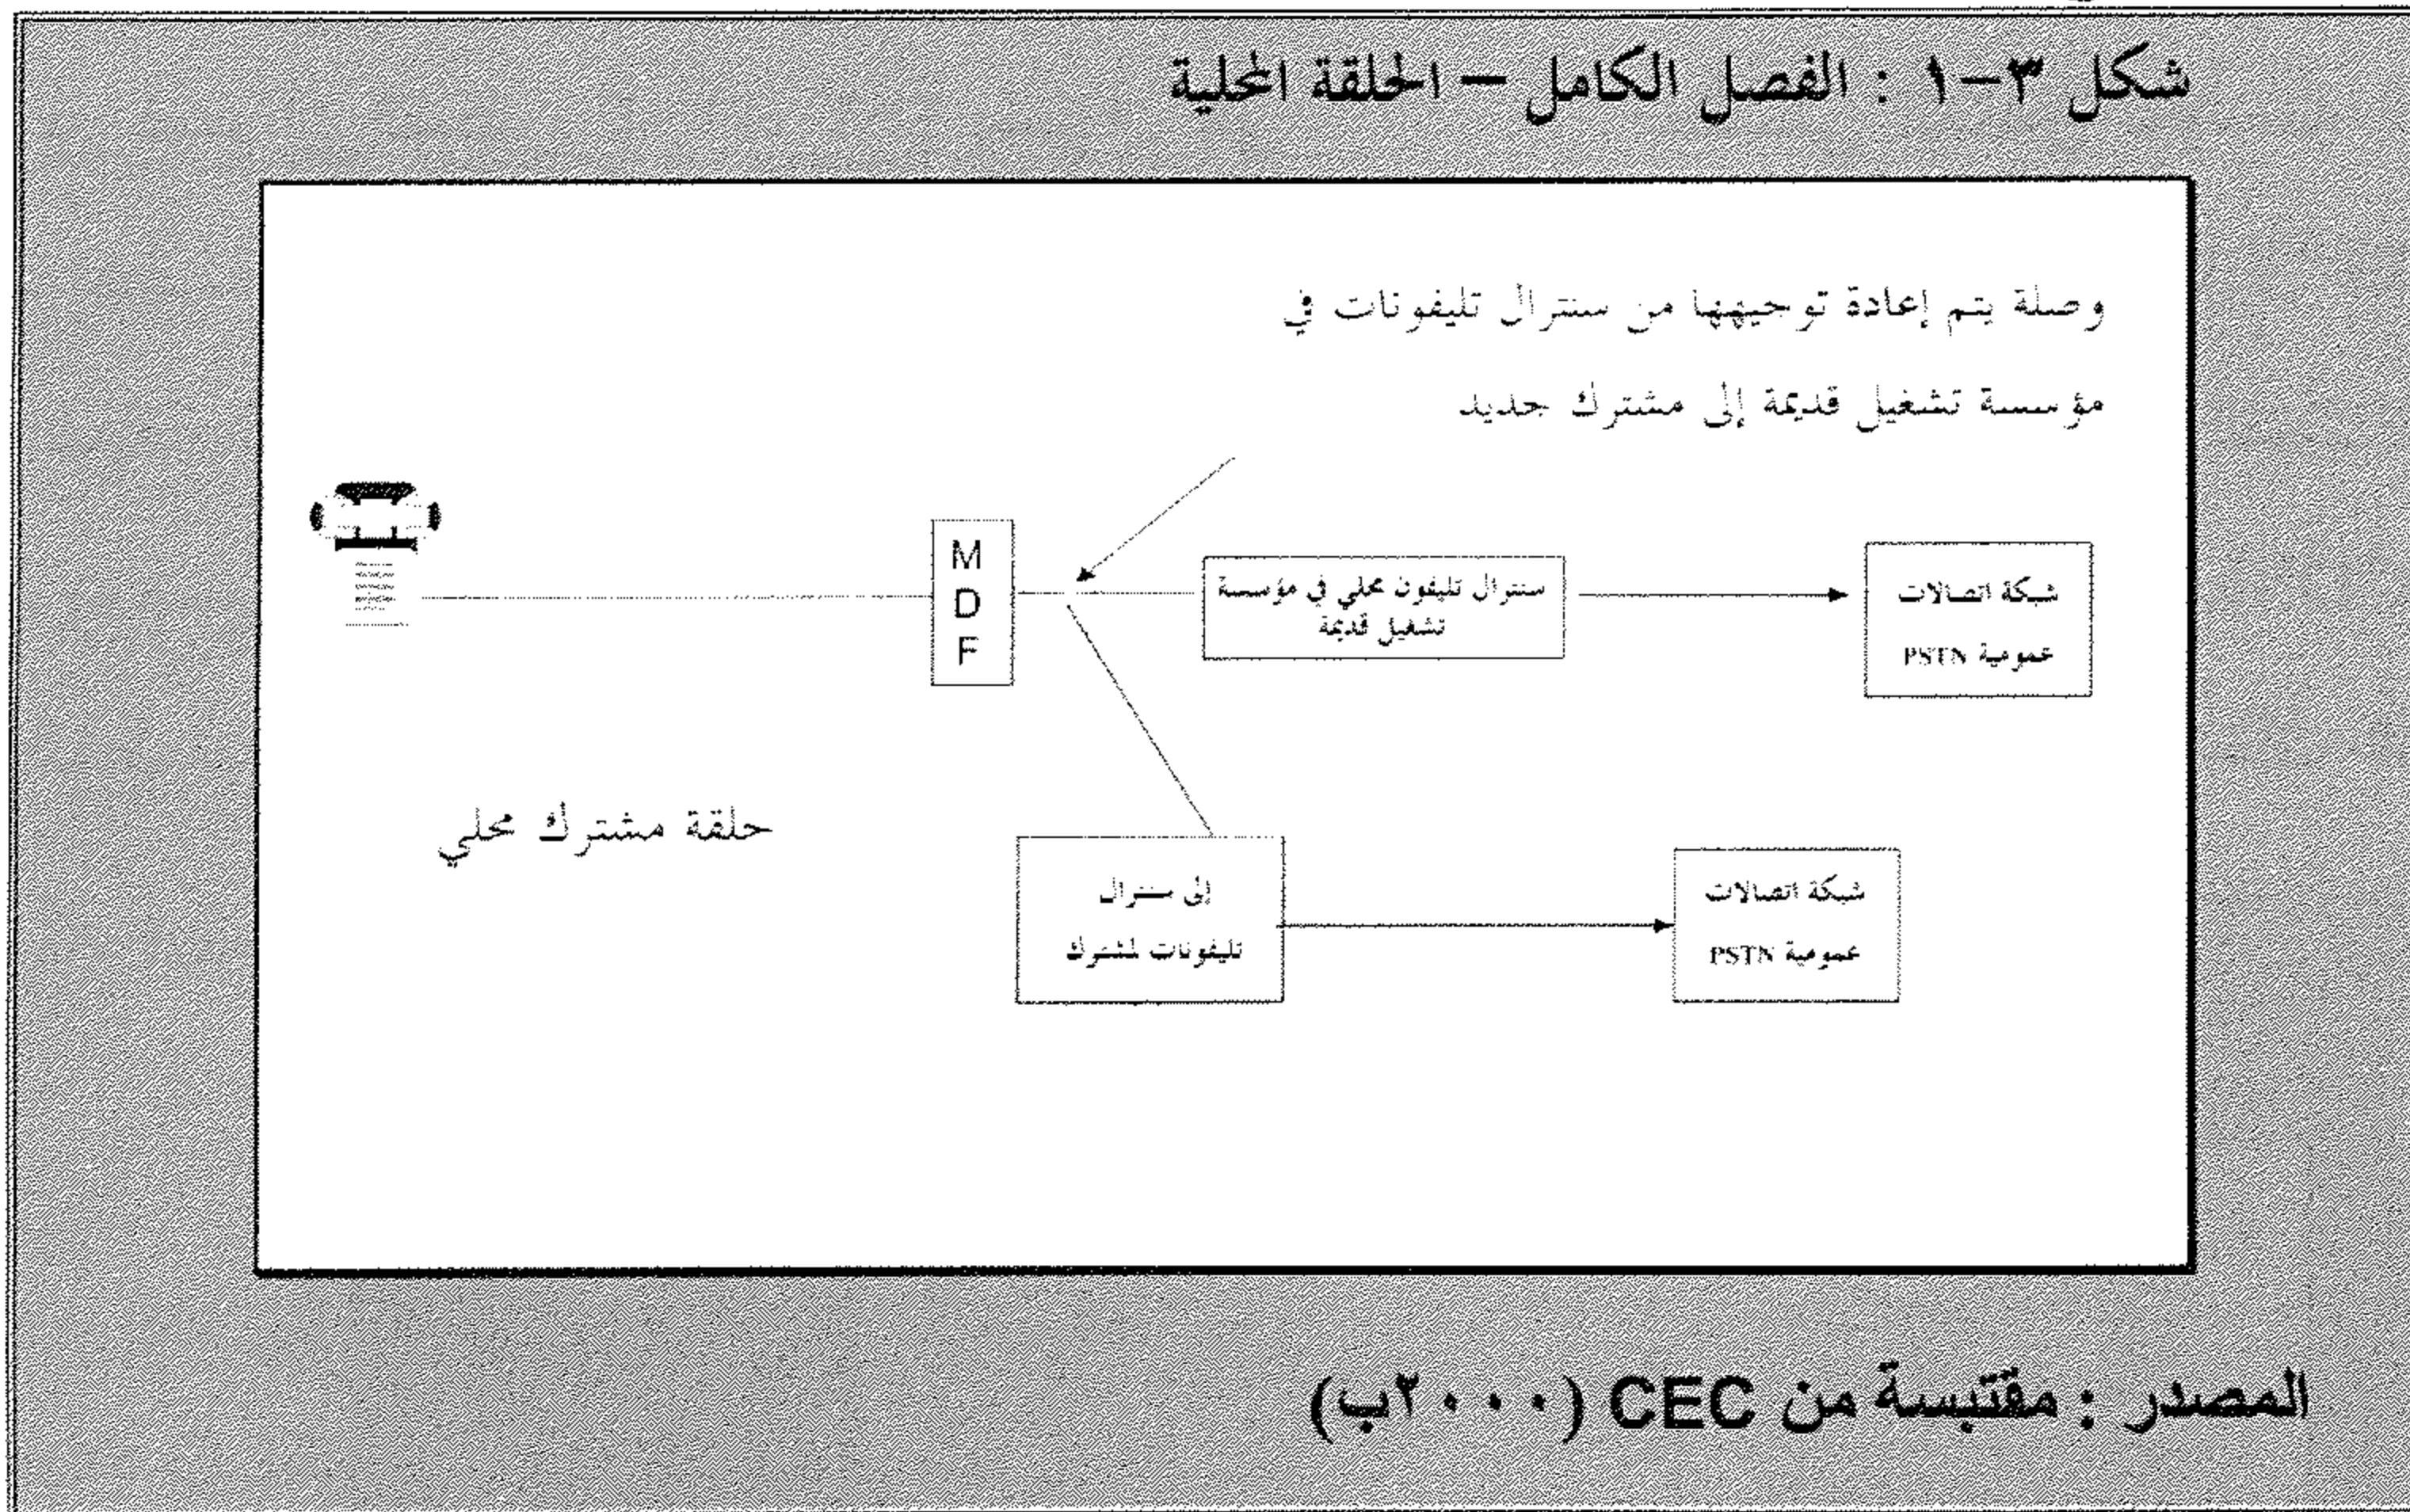 شكل ٣-١ : الفصل الكامل – الحلقة المحلية
وصلة يتم إعادة توجيهها من سنترال تليفونات في
مؤسسة تشغيل قديمة إلى مشترك جديد
M
D
F
سنترال تليفون محلي في مؤسسة
تشغيل قديمة
شبكة اتصالات
عمومية PSTN
حلقة مشترك محلي
إلى سنترال
تليفونات لمشترك
شبكة اتصالات
عمومية PSTN
المصدر : مقتبسة من CEC (٢٠٠٠ب)